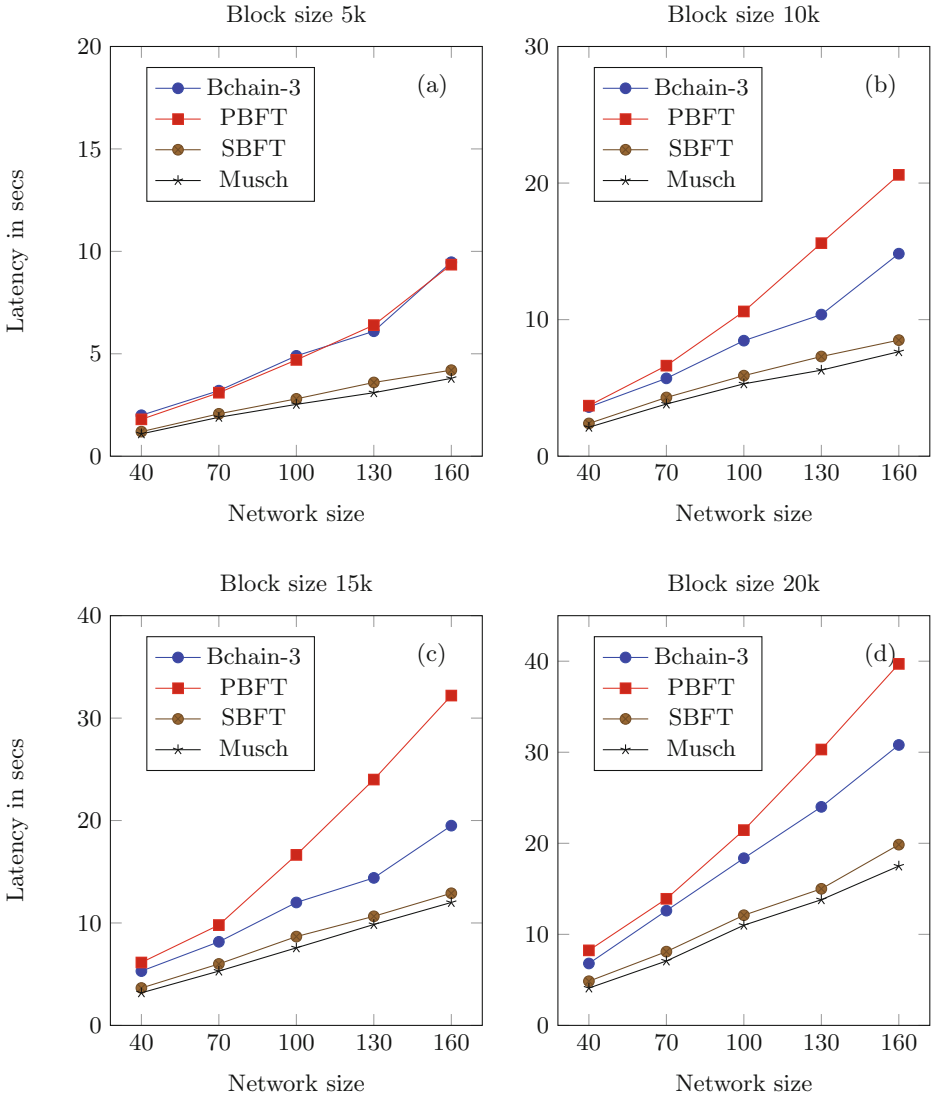 Block size 5k
Latency in secs
20
15
10
5
0
Bchain-3
PBFT
SBFT
Musch
(a)
40 70 100 130 160
Network size
Block size 10k
30
20
10
0
Bchain-3
PBFT
SBFT
Musch
(b)
40 70 100 130 160
Network size
Block size 15k
Latency in secs
40
30
20
10
0
Bchain-3
PBFT
SBFT
Musch
(c)
40 70 100 130 160
Network size
Block size 20k
40
30
20
10
0
Bchain-3
PBFT
SBFT
Musch
(d)
40 70 100 130 160
Network size